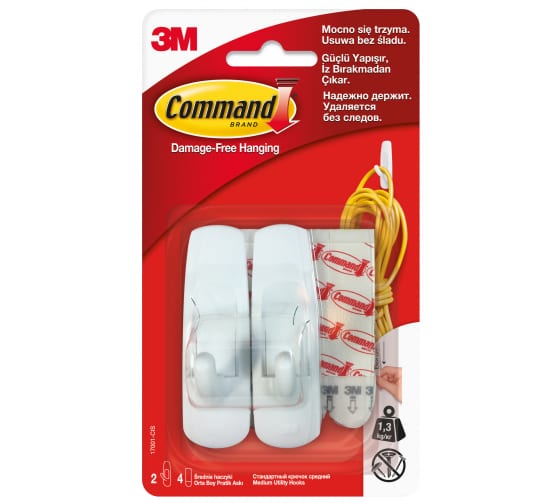 3M
Mocno się trzyma.
Usuwa bez śladu.
Güçlü Yapışır,
İz Bırakmadan
Çıkar.
Надежно держит.
Удаляется
без следов.
Command
BRAND
Damage-Free Hanging
Command
Command
Command
3M
1,3
kg/кг
17001-CIS
2
4
Średnie haczyki
Orta Boy Pratik Askı
Стандартный крючок средний
Medium Utility Hooks